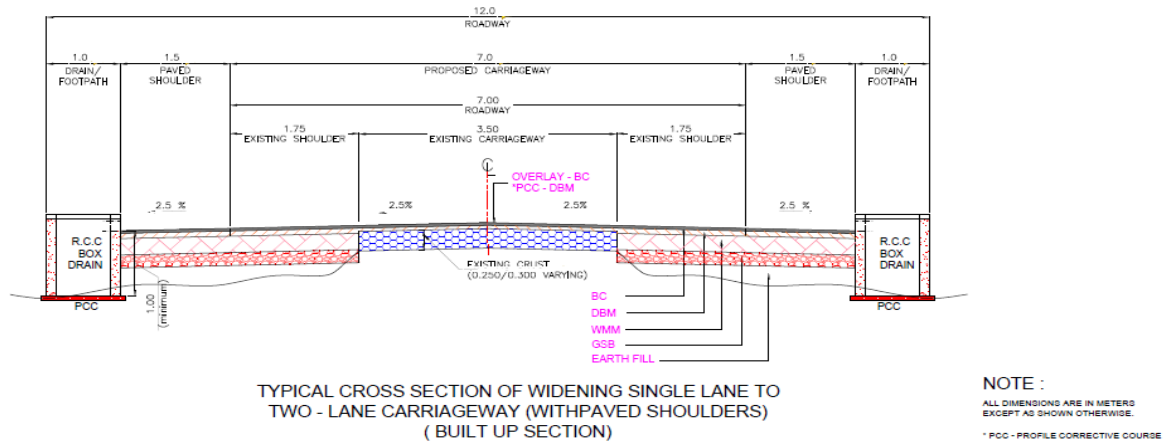 12.0
ROADWAY
1.0
DRAIN/
FOOTPATH
1.5
PAVED
SHOULDER
7.0
PROPOSED CARRIAGEWAY
1.5
PAVED
SHOULDER
1.0
DRAIN/
FOOTPATH
7.00
ROADWAY
1.75
EXISTING SHOULDER
3.50
EXISTING CARRIAGEWAY
1.75
EXISTING SHOULDER
C
OVERLAY - BC
*PCC - DBM
2.5 %
2.5%
2.5%
2.5 %
R.C.C
BOX
DRAIN
R.C.C
BOX
DRAIN
EXISTING CRUST
(0.250/0.300 VARYING)
1.00
(minimum)
PCC
PCC
BC
DBM
WMM
GSB
EARTH FILL
TYPICAL CROSS SECTION OF WIDENING SINGLE LANE TO
TWO - LANE CARRIAGEWAY (WITHPAVED SHOULDERS)
( BUILT UP SECTION)
NOTE :
ALL DIMENSIONS ARE IN METERS
EXCEPT AS SHOWN OTHERWISE.
* PCC - PROFILE CORRECTIVE COURSE